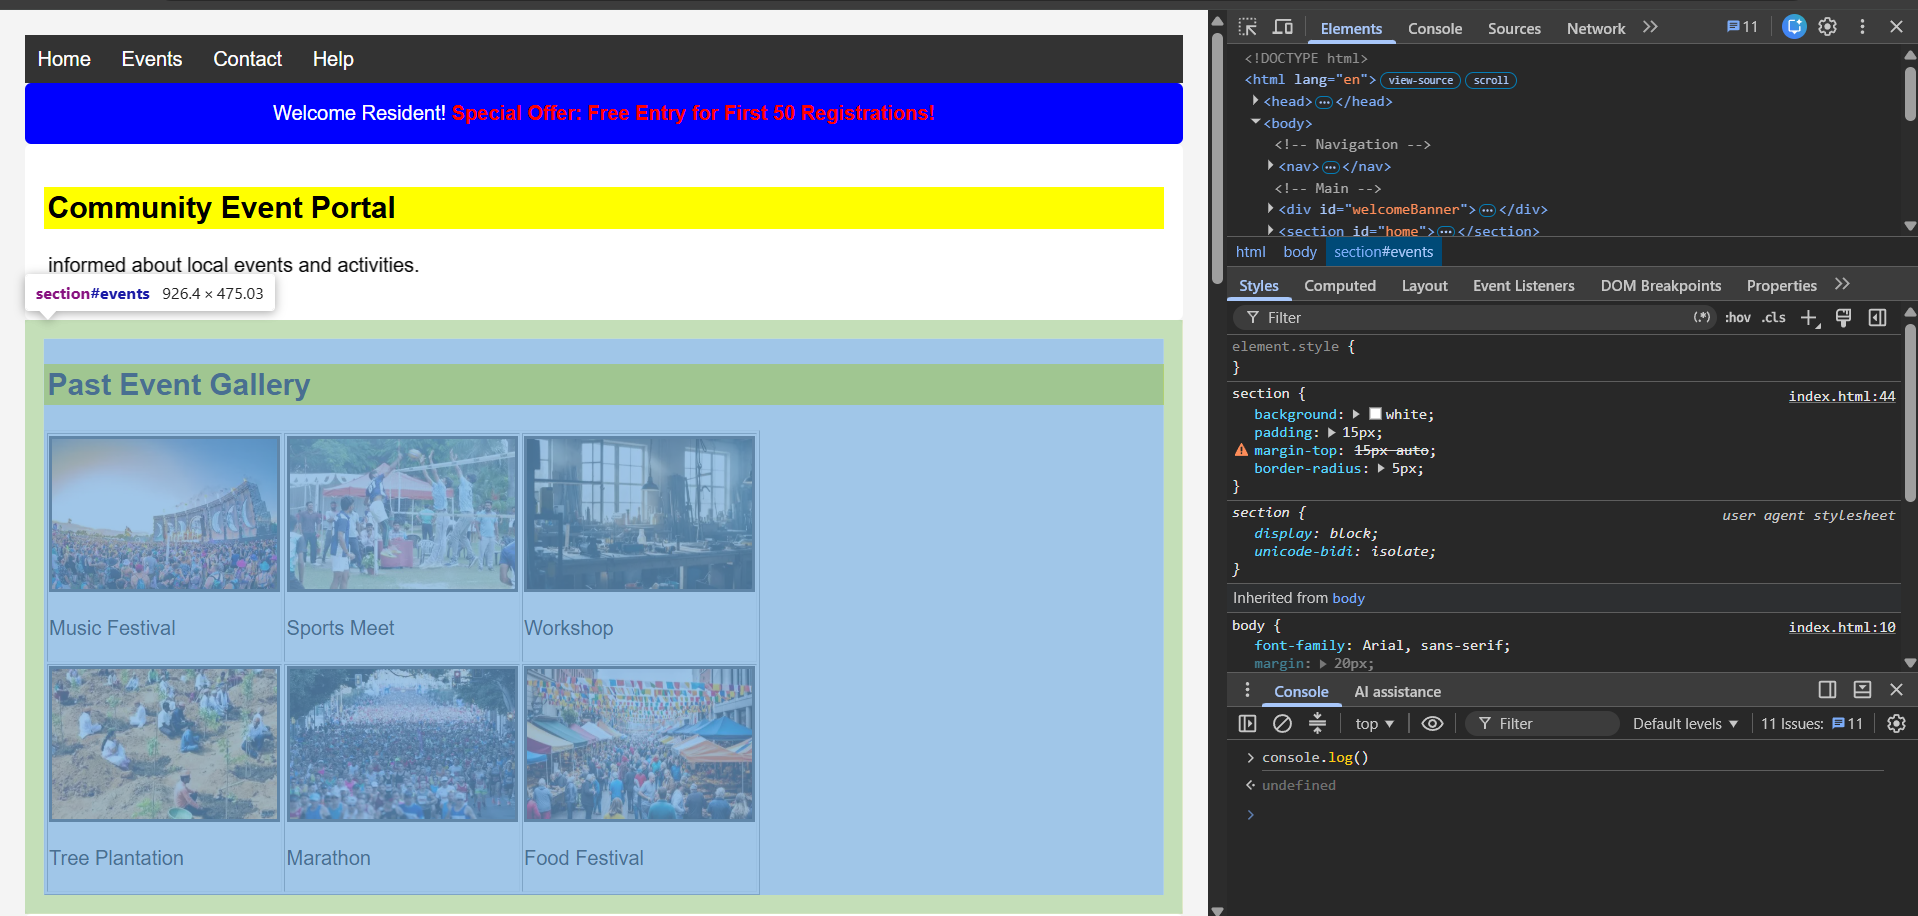 Home Events Contact Help
Welcome Resident! Special Offer: Free Entry for First 50 Registrations!
Community Event Portal
informed about local events and activities.
section#events 926.4 × 475.03
Past Event Gallery
Music Festival Sports Meet Workshop
Tree Plantation Marathon Food Festival
Elements Console Sources Network 11
<!DOCTYPE html>
<html lang="en"> view-source scroll
<head> </head>
<body>
<!-- Navigation -->
<nav> </nav>
<!-- Main -->
<div id="welcomeBanner"> </div>
<section id="home"> </section>
html body section#events
Styles Computed Layout Event Listeners DOM Breakpoints Properties
Filter (.*) :hov .cls
element.style {
}
section { index.html:44
background: white;
padding: 15px;
margin-top: 15px auto;
border-radius: 5px;
}
section { user agent stylesheet
display: block;
unicode-bidi: isolate;
}
Inherited from body
body { index.html:10
font-family: Arial, sans-serif;
margin: 20px;
Console AI assistance
top Filter Default levels 11 Issues: 11
> console.log()
undefined
>